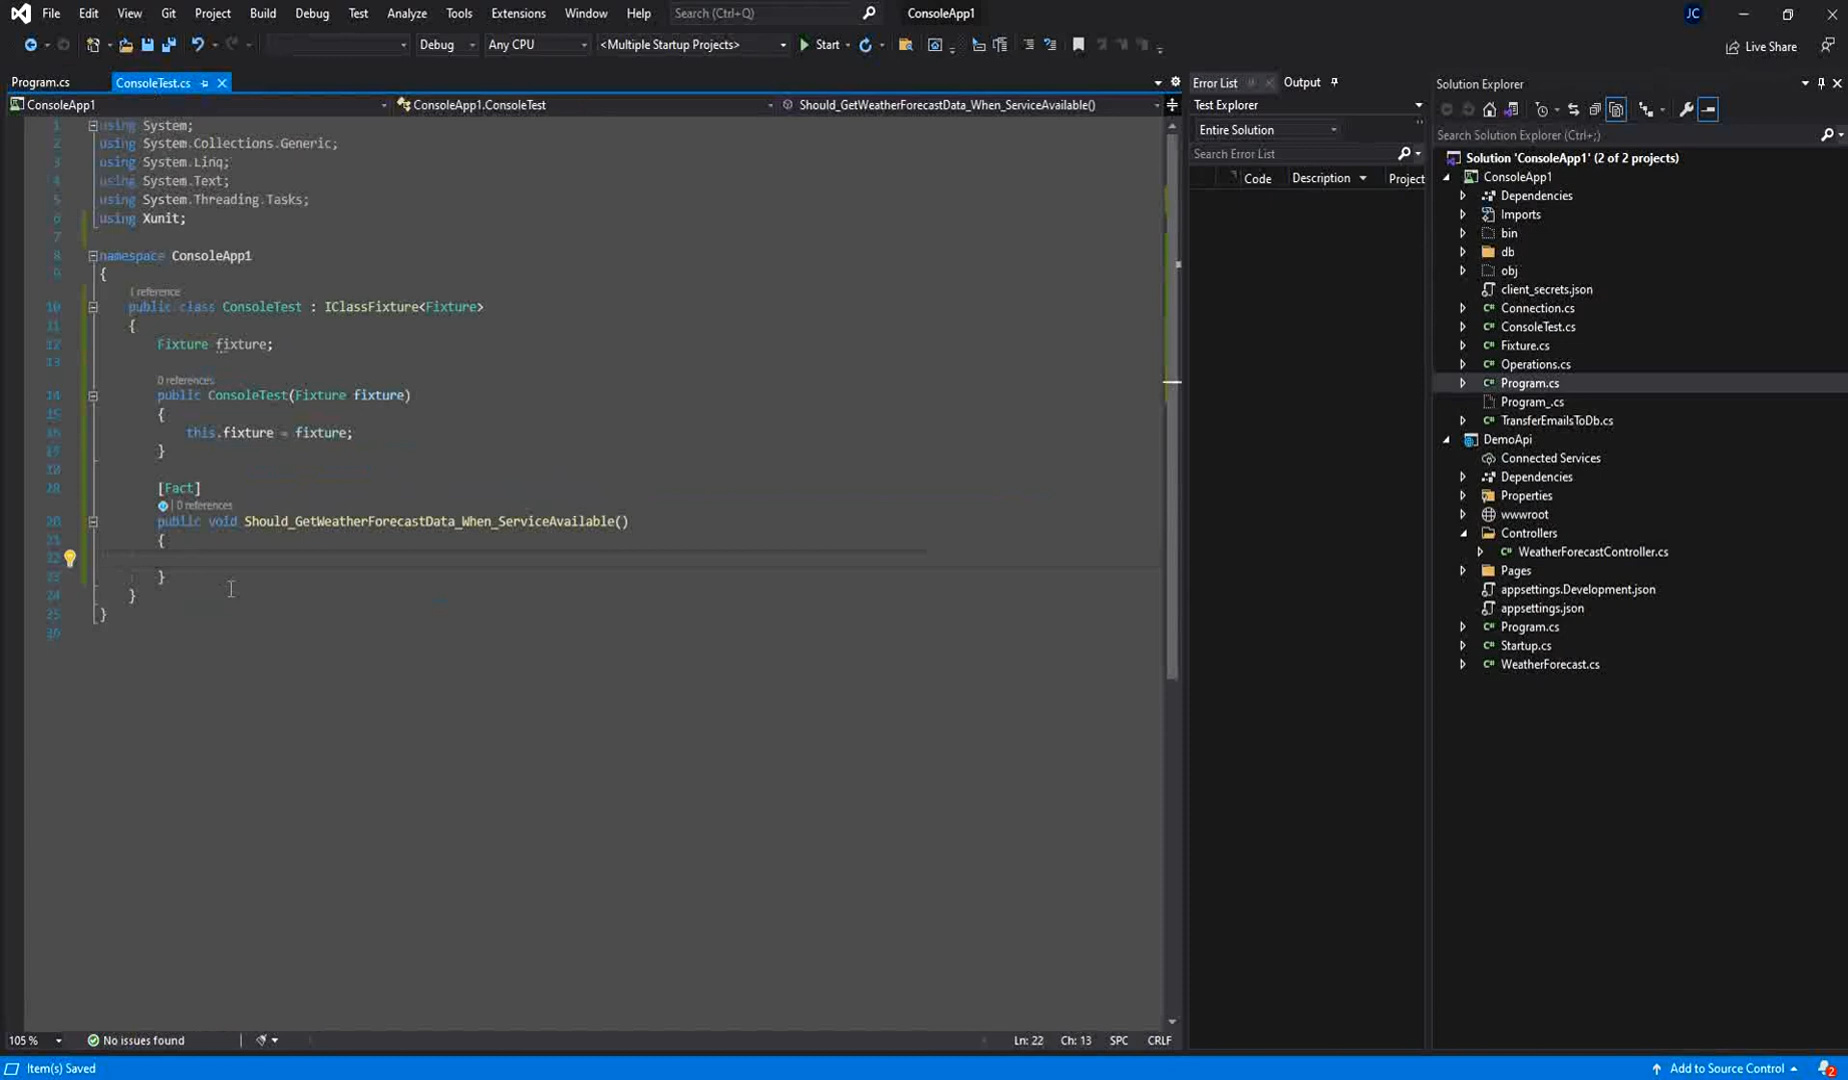 File Edit View Git Project Build Debug Test Analyze Tools Extensions Window Help Search (Ctrl+Q) ConsoleApp1 JC
Debug Any CPU <Multiple Startup Projects> Start Live Share
Program.cs ConsoleTest.cs
ConsoleApp1 ConsoleApp1.ConsoleTest Should_GetWeatherForecastData_When_ServiceAvailable()
1 using System;
2 using System.Collections.Generic;
3 using System.Linq;
4 using System.Text;
5 using System.Threading.Tasks;
6 using Xunit;
7
8 namespace ConsoleApp1
9 {
1 reference
10 public class ConsoleTest : IClassFixture<Fixture>
11 {
12 Fixture fixture;
13
0 references
14 public ConsoleTest(Fixture fixture)
15 {
16 this.fixture = fixture;
17 }
[Fact]
0 references
20 public void Should_GetWeatherForecastData_When_ServiceAvailable()
21 {
22
23 }
24 }
25 }
105 % No issues found Ln: 22 Ch: 13 SPC CRLF
Item(s) Saved
Error List Output
Test Explorer
Entire Solution
Search Error List
Code Description Project
Solution Explorer
Search Solution Explorer (Ctrl+;)
Solution 'ConsoleApp1' (2 of 2 projects)
ConsoleApp1
Dependencies
Imports
bin
db
obj
client_secrets.json
C# Connection.cs
C# ConsoleTest.cs
C# Fixture.cs
C# Operations.cs
C# Program.cs
Program_.cs
C# TransferEmailsToDb.cs
DemoApi
Connected Services
Dependencies
Properties
wwwroot
Controllers
C# WeatherForecastController.cs
Pages
appsettings.Development.json
appsettings.json
C# Program.cs
C# Startup.cs
C# WeatherForecast.cs
Add to Source Control 2